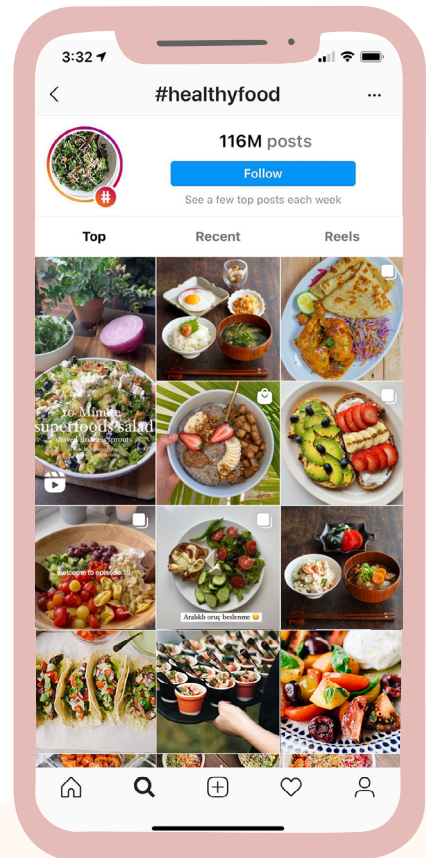 3:32
#healthyfood
116M posts
Follow
See a few top posts each week
Top
Recent
Reels
10 Minute
superfoods salad
shaved Brussels sprouts
Welcome to episode 19
Aralıklı oruç beslenme 😊